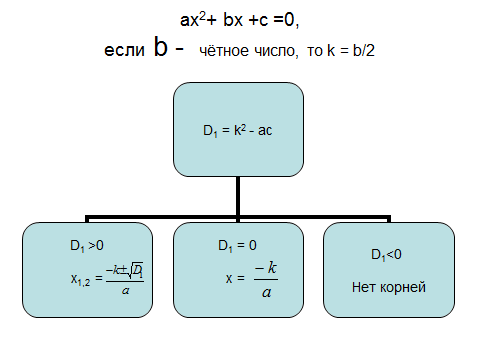 ax²+ bx +c =0,
если b - чётное число, то k = b/2
D₁ = k² - ac
D₁ >0
x₁,₂ = −k±√D₁ / a
D₁ = 0
x = −k / a
D₁<0
Нет корней